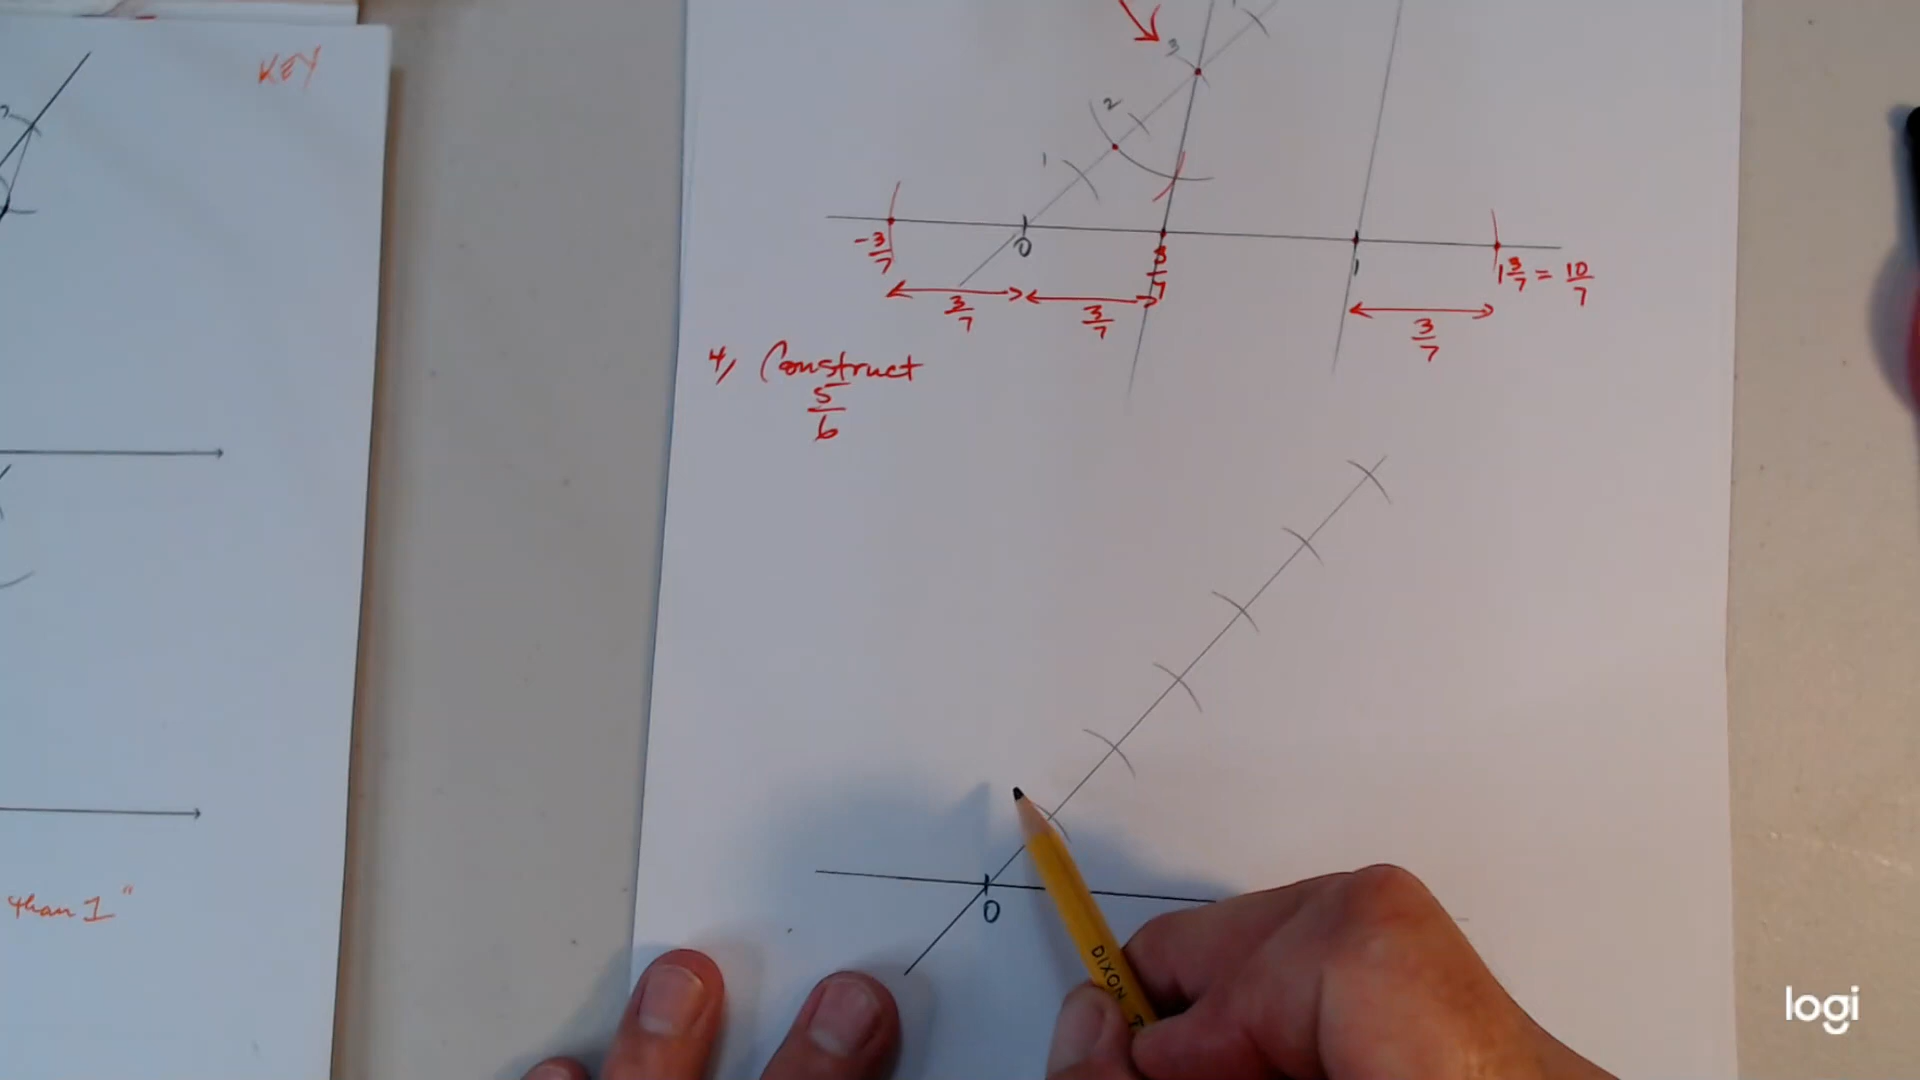 KEY
3
2
1
-3/7
0
3/7
1
1 3/7 = 10/7
3/7
3/7
3/7
4) Construct
5/6
0
than 1"
DIXON
logi